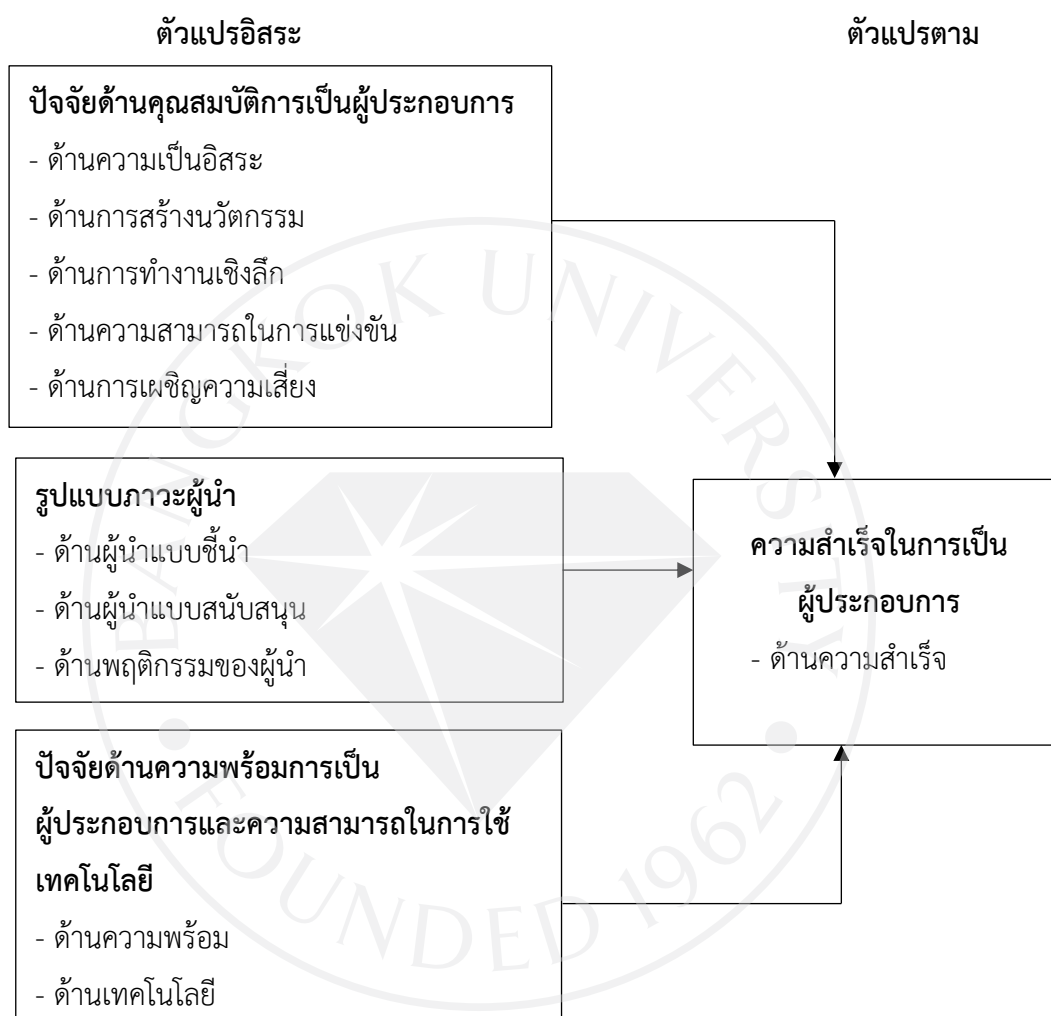 ตัวแปรอิสระ
ตัวแปรตาม
ปัจจัยด้านคุณสมบัติการเป็นผู้ประกอบการ
- ด้านความเป็นอิสระ
- ด้านการสร้างนวัตกรรม
- ด้านการทำงานเชิงลึก
- ด้านความสามารถในการแข่งขัน
- ด้านการเผชิญความเสี่ยง
รูปแบบภาวะผู้นำ
- ด้านผู้นำแบบชี้นำ
- ด้านผู้นำแบบสนับสนุน
- ด้านพฤติกรรมของผู้นำ
ปัจจัยด้านความพร้อมการเป็น
ผู้ประกอบการและความสามารถในการใช้
เทคโนโลยี
- ด้านความพร้อม
- ด้านเทคโนโลยี
ความสำเร็จในการเป็น
ผู้ประกอบการ
- ด้านความสำเร็จ
BANGKOK UNIVERSITY
FOUNDED 1962